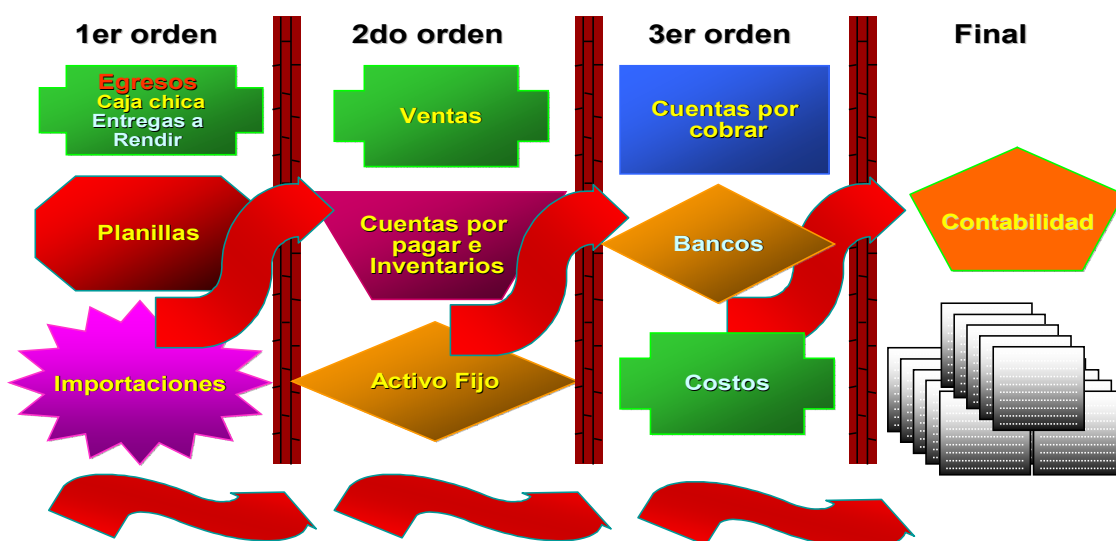 1er orden
2do orden
3er orden
Final
Egresos
Caja chica
Entregas a
Rendir
Planillas
Importaciones
Ventas
Cuentas por
pagar e
Inventarios
Activo Fijo
Cuentas por
cobrar
Bancos
Costos
Contabilidad